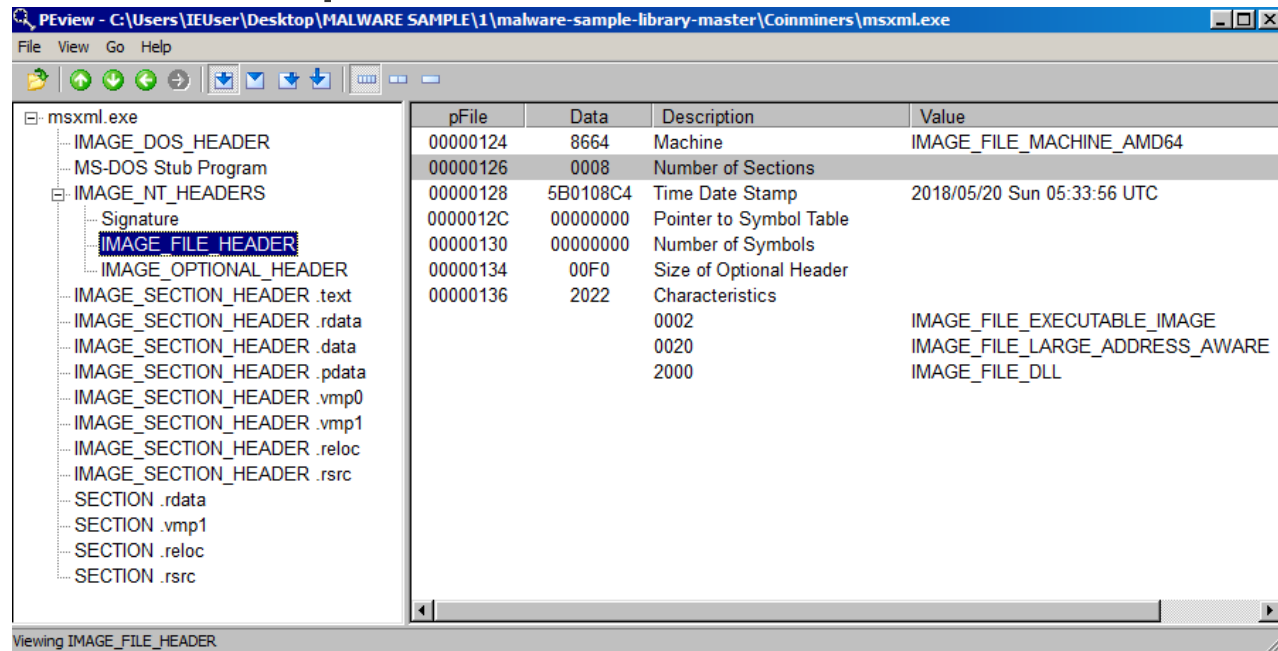 PEview - C:\Users\IEUser\Desktop\MALWARE SAMPLE\1\malware-sample-library-master\Coinminers\msxml.exe
File View Go Help
msxml.exe
IMAGE_DOS_HEADER
MS-DOS Stub Program
IMAGE_NT_HEADERS
Signature
IMAGE_FILE_HEADER
IMAGE_OPTIONAL_HEADER
IMAGE_SECTION_HEADER .text
IMAGE_SECTION_HEADER .rdata
IMAGE_SECTION_HEADER .data
IMAGE_SECTION_HEADER .pdata
IMAGE_SECTION_HEADER .vmp0
IMAGE_SECTION_HEADER .vmp1
IMAGE_SECTION_HEADER .reloc
IMAGE_SECTION_HEADER .rsrc
SECTION .rdata
SECTION .vmp1
SECTION .reloc
SECTION .rsrc
pFile Data Description Value
00000124 8664 Machine IMAGE_FILE_MACHINE_AMD64
00000126 0008 Number of Sections
00000128 5B0108C4 Time Date Stamp 2018/05/20 Sun 05:33:56 UTC
0000012C 00000000 Pointer to Symbol Table
00000130 00000000 Number of Symbols
00000134 00F0 Size of Optional Header
00000136 2022 Characteristics
0002 IMAGE_FILE_EXECUTABLE_IMAGE
0020 IMAGE_FILE_LARGE_ADDRESS_AWARE
2000 IMAGE_FILE_DLL
Viewing IMAGE_FILE_HEADER